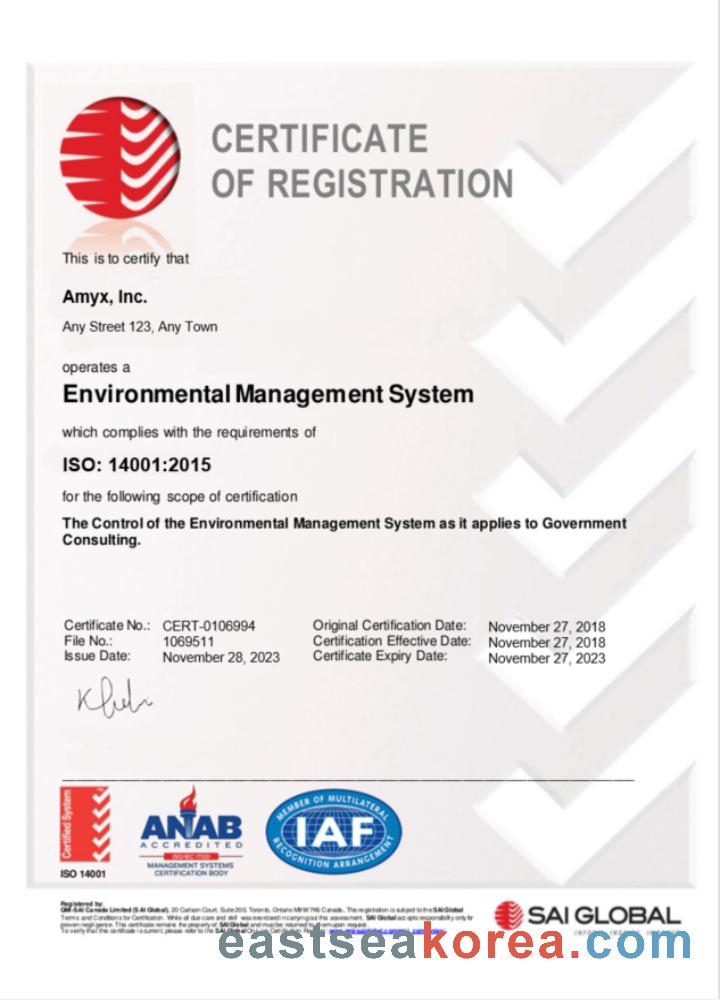 CERTIFICATE
OF REGISTRATION
This is to certify that
Amyx, Inc.
Any Street 123, Any Town
operates a
Environmental Management System
which complies with the requirements of
ISO: 14001:2015
for the following scope of certification
The Control of the Environmental Management System as it applies to Government
Consulting.
Certificate No.: CERT-0106994 Original Certification Date: November 27, 2018
File No.: 1069511 Certification Effective Date: November 27, 2018
Issue Date: November 28, 2023 Certificate Expiry Date: November 27, 2023
Certified System
ISO 14001
ANAB
ACCREDITED
MANAGEMENT SYSTEMS
CERTIFICATION BODY
MEMBER OF MULTILATERAL
IAF
RECOGNITION ARRANGEMENT
Registered by:
QMI-SAI Canada Limited (SAI Global), 20 Carlson Court, Suite 200, Toronto, Ontario M9W 7K6 Canada. This registration is subject to the SAI Global
Terms and Conditions for Certification. While all due care and skill was exercised in carrying out this assessment, SAI Global accepts responsibility only for
proven negligence. This certificate remains the property of SAI Global and must be returned to them upon request.
To verify that this certificate is current, please refer to the SAI Global
SAI GLOBAL
eastseakorea.com